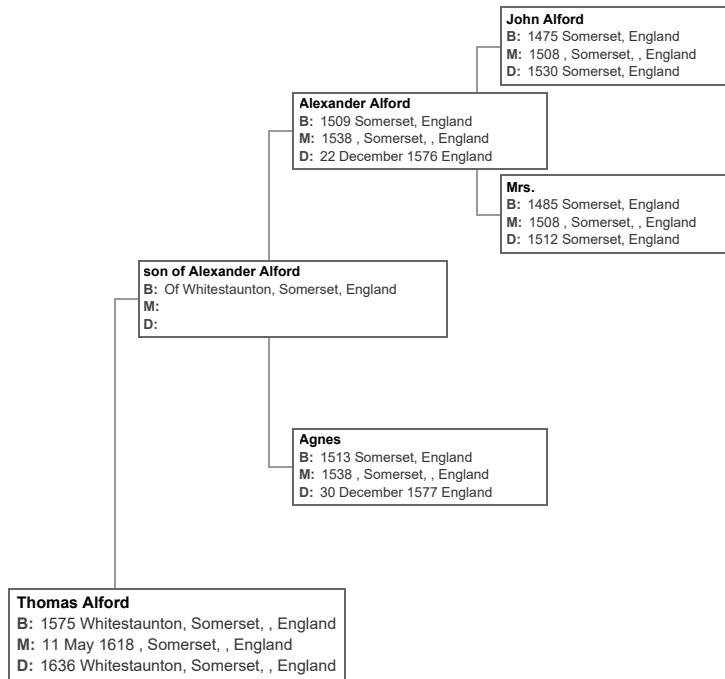 John Alford
B: 1475 Somerset, England
M: 1508 , Somerset, , England
D: 1530 Somerset, England
Alexander Alford
B: 1509 Somerset, England
M: 1538 , Somerset, , England
D: 22 December 1576 England
Mrs.
B: 1485 Somerset, England
M: 1508 , Somerset, , England
D: 1512 Somerset, England
son of Alexander Alford
B: Of Whitestaunton, Somerset, England
M:
D:
Agnes
B: 1513 Somerset, England
M: 1538 , Somerset, , England
D: 30 December 1577 England
Thomas Alford
B: 1575 Whitestaunton, Somerset, , England
M: 11 May 1618 , Somerset, , England
D: 1636 Whitestaunton, Somerset, , England